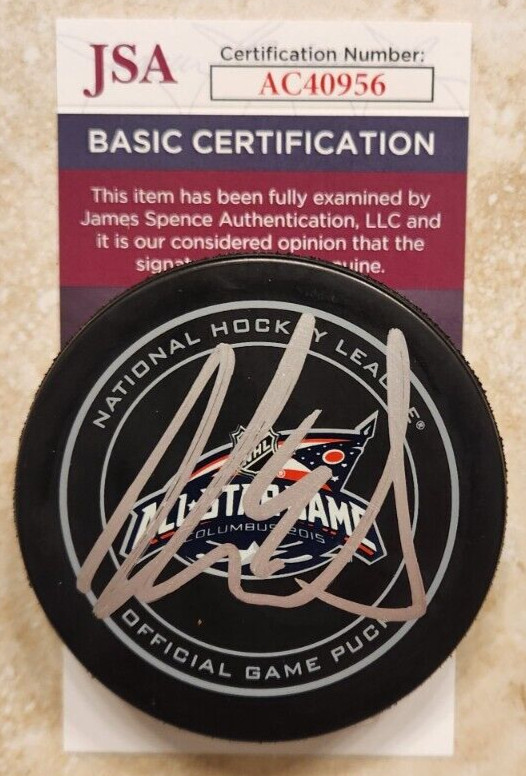 JSA
Certification Number:
AC40956
BASIC CERTIFICATION
This item has been fully examined by
James Spence Authentication, LLC and
it is our considered opinion that the
NATIONAL HOCKEY LEAGUE®
NHL
ALL★STAR GAME
COLUMBUS 2015
OFFICIAL GAME PUCK